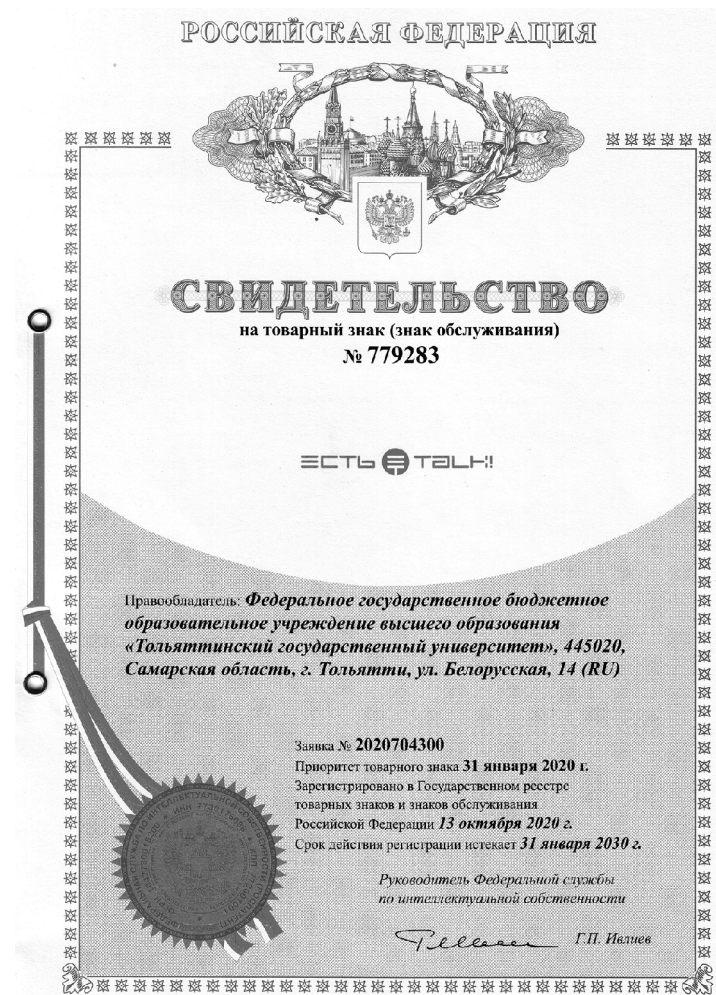 РОССИЙСКАЯ ФЕДЕРАЦИЯ
СВИДЕТЕЛЬСТВО
на товарный знак (знак обслуживания)
№ 779283
ЕСТЬ TALK!
Правообладатель: Федеральное государственное бюджетное
образовательное учреждение высшего образования
«Тольяттинский государственный университет», 445020,
Самарская область, г. Тольятти, ул. Белорусская, 14 (RU)
Заявка № 2020704300
Приоритет товарного знака 31 января 2020 г.
Зарегистрировано в Государственном реестре
товарных знаков и знаков обслуживания
Российской Федерации 13 октября 2020 г.
Срок действия регистрации истекает 31 января 2030 г.
Руководитель Федеральной службы
по интеллектуальной собственности
Г.П. Ивлиев